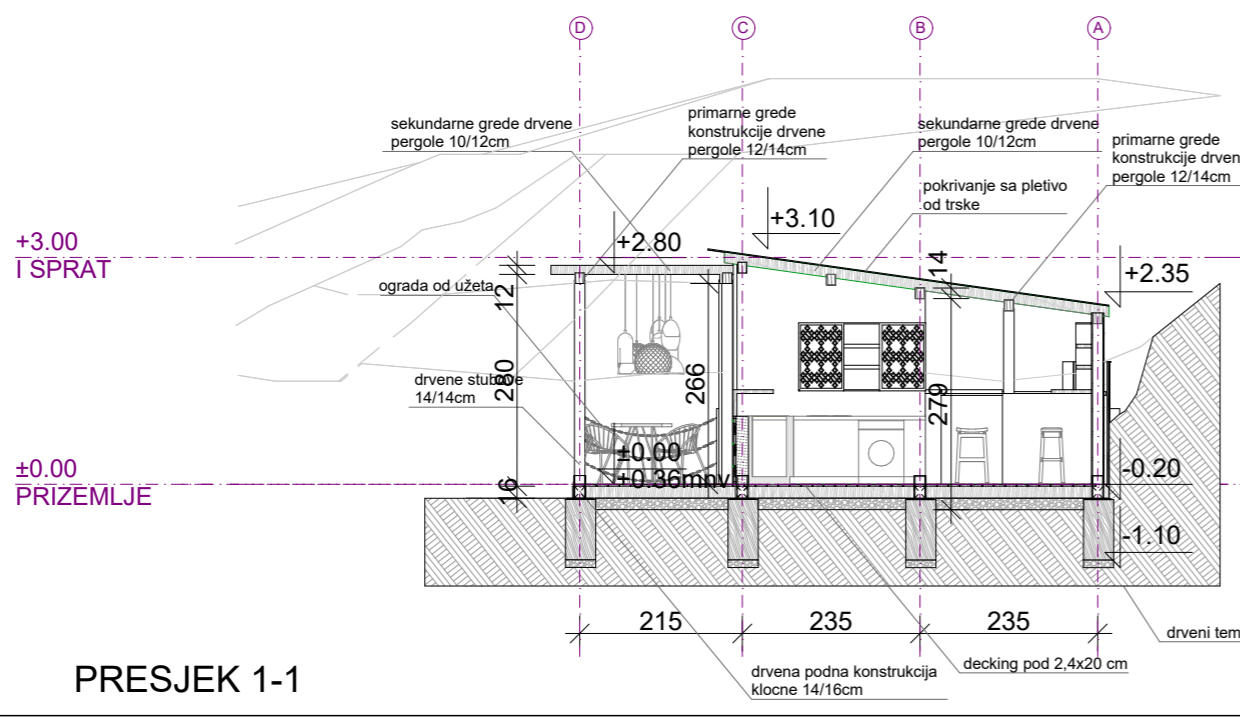 D
C
B
A
sekundarne grede drvene
pergole 10/12cm
primarne grede
konstrukcije drvene
pergole 12/14cm
sekundarne grede drvene
pergole 10/12cm
primarne grede
konstrukcije drven
pergole 12/14cm
pokrivanje sa pletivo
od trske
+3.10
+3.00
I SPRAT
+2.80
14
+2.35
ograda od užeta
12
280
drvene stubove
14/14cm
266
279
±0.00
+0.36mnv
±0.00
PRIZEMLJE
16
-0.20
-1.10
215
235
235
drveni tem
decking pod 2,4x20 cm
drvena podna konstrukcija
klocne 14/16cm
PRESJEK 1-1